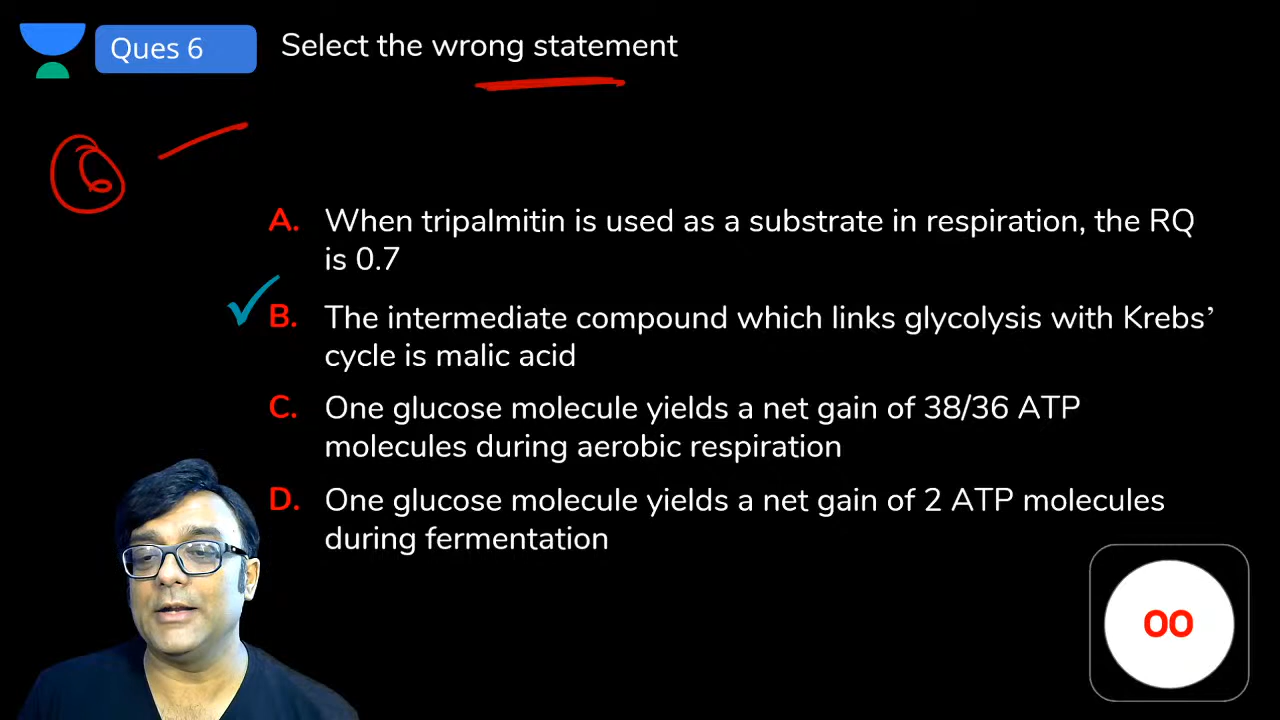 Ques 6
Select the wrong statement
6
A. When tripalmitin is used as a substrate in respiration, the RQ
is 0.7
B. The intermediate compound which links glycolysis with Krebs’
cycle is malic acid
C. One glucose molecule yields a net gain of 38/36 ATP
molecules during aerobic respiration
D. One glucose molecule yields a net gain of 2 ATP molecules
during fermentation
00